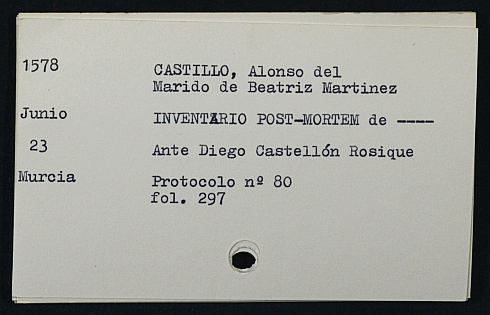 1578 CASTILLO, Alonso del
Marido de Beatriz Martinez
Junio INVENTARIO POST-MORTEM de ----
23 Ante Diego Castellón Rosique
Murcia Protocolo nº 80
fol. 297